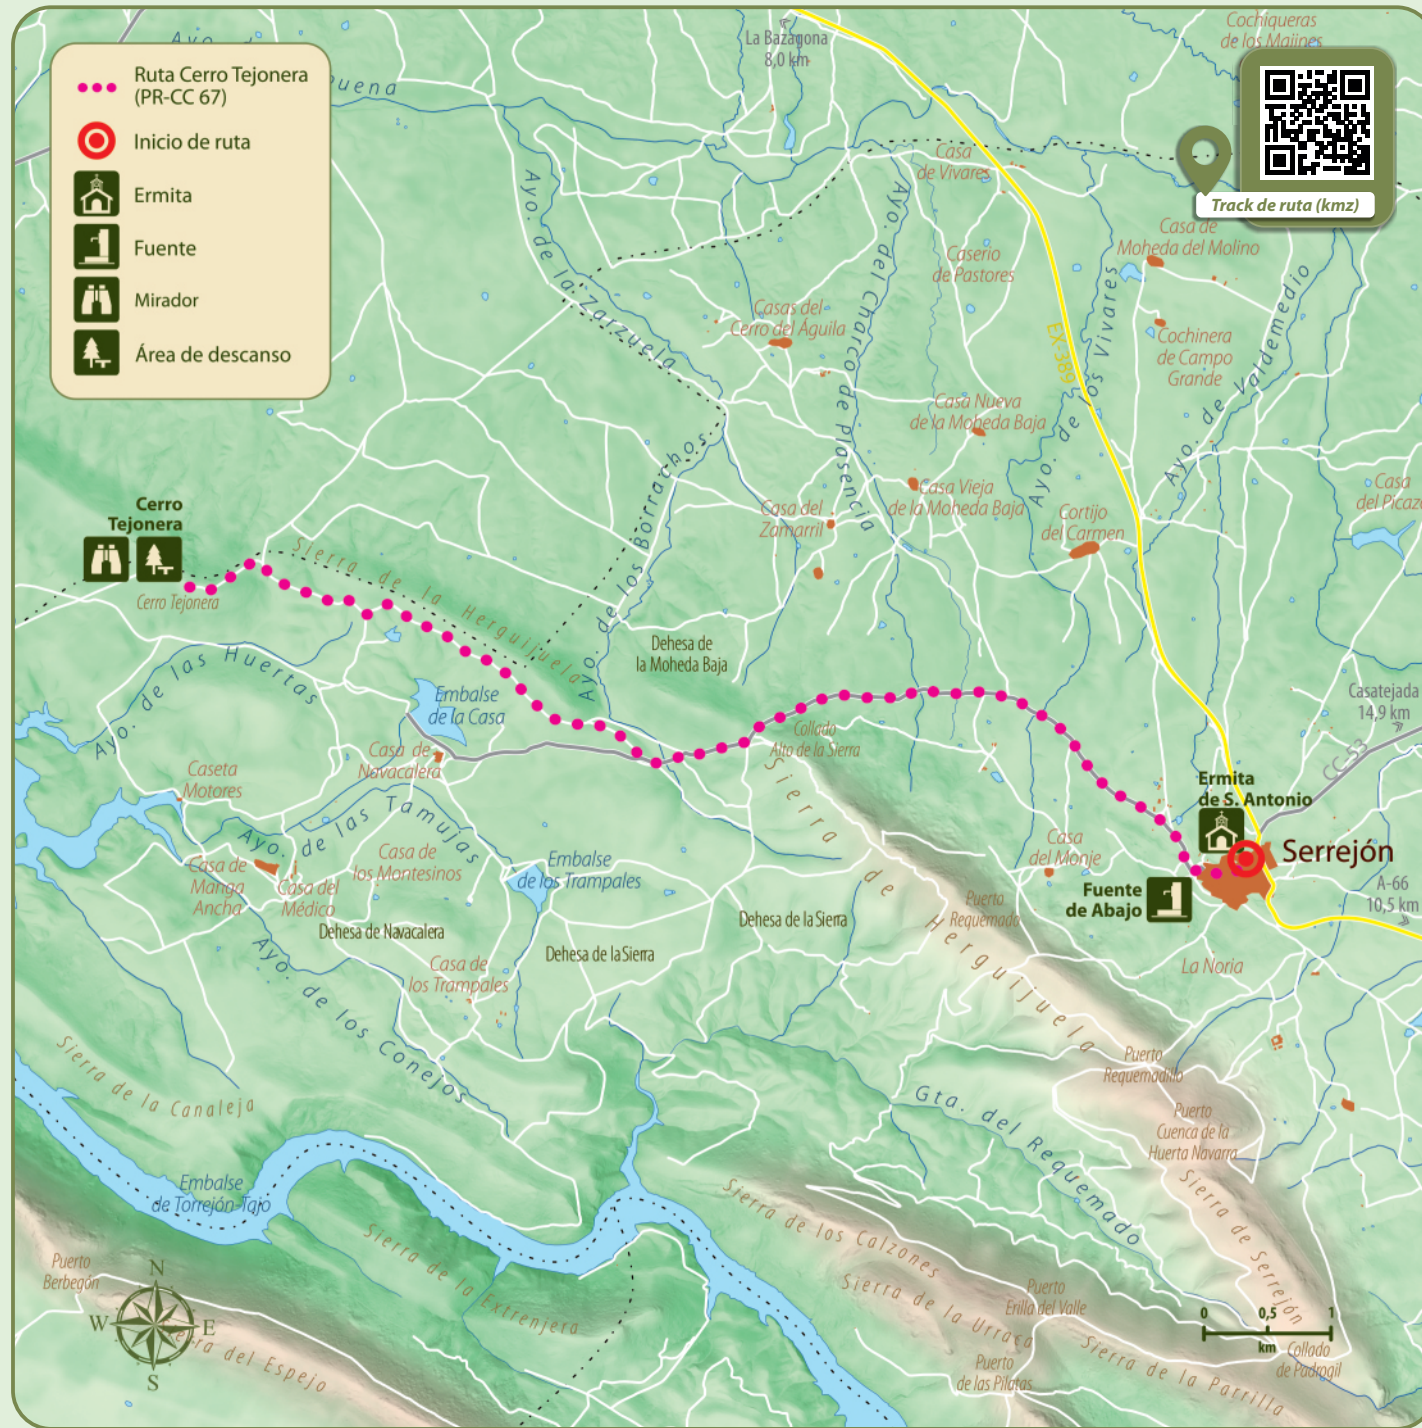 Ruta Cerro Tejonera
(PR-CC 67)
Inicio de ruta
Ermita
Fuente
Mirador
Área de descanso
La Bazagona
8,0 km
Cochiqueras
de los Majines
Track de ruta (kmz)
Casa
de Vivares
Casa de
Moheda del Molino
Caserio
de Pastores
Ayo. de la Zarzuela
Ayo. del Charco de Plasencia
Ayo. de los Vivares
Ayo. de Valdemedio
EX-389
Casas del
Cerro del Águila
Cochinera
de Campo
Grande
Casa Nueva
de la Moheda Baja
Casa Vieja
de la Moheda Baja
Casa del
Zamarril
Cortijo
del Carmen
Casa
del Picazo
Ayo. de los Borrachos
Cerro
Tejonera
Cerro Tejonera
Sierra de la Herguijuela
Dehesa de
la Moheda Baja
Ayo. de las Huertas
Embalse
de la Casa
Casa de
Navacalera
Collado
Alto de la Sierra
Casatejada
14,9 km
CC-53
Caseta
Motores
Ayo. de las Tamujas
Ermita
de S. Antonio
Serrejón
Casa de
Manga
Ancha
Casa del
Médico
Casa de
los Montesinos
Embalse
de los Trampales
Casa
del Monje
Fuente
de Abajo
A-66
10,5 km
Puerto
Requemado
Sierra de Herguijuela
Dehesa de Navacalera
Dehesa de la Sierra
Dehesa de la Sierra
La Noria
Casa de
los Trampales
Ayo. de los Conejos
Sierra de la Canaleja
Puerto
Requemadillo
Gta. del Requemado
Puerto
Cuenca de la
Huerta Navarra
Embalse
de Torrejón-Tajo
Sierra de los Calzones
Sierra de Serrejón
Sierra de la Extrenjera
Puerto
Berbegón
Sierra de la Urraca
Puerto
Erilla del Valle
Sierra de la Parrilla
Puerto
de las Pilatas
Collado
de Padrogil
Sierra del Espejo
N
W E
S
0 0,5 1
km